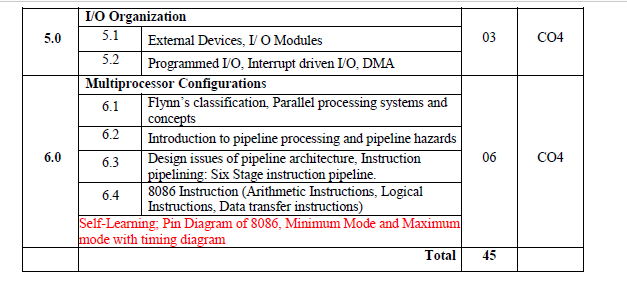 I/O Organization
5.0 5.1 External Devices, I/ O Modules 03 CO4
5.2 Programmed I/O, Interrupt driven I/O, DMA
Multiprocessor Configurations
6.1 Flynn's classification, Parallel processing systems and
concepts
6.2 Introduction to pipeline processing and pipeline hazards
6.0 6.3 Design issues of pipeline architecture, Instruction 06 CO4
pipelining: Six Stage instruction pipeline.
6.4 8086 Instruction (Arithmetic Instructions, Logical
Instructions, Data transfer instructions)
Self-Learning; Pin Diagram of 8086, Minimum Mode and Maximum
mode with timing diagram
Total 45